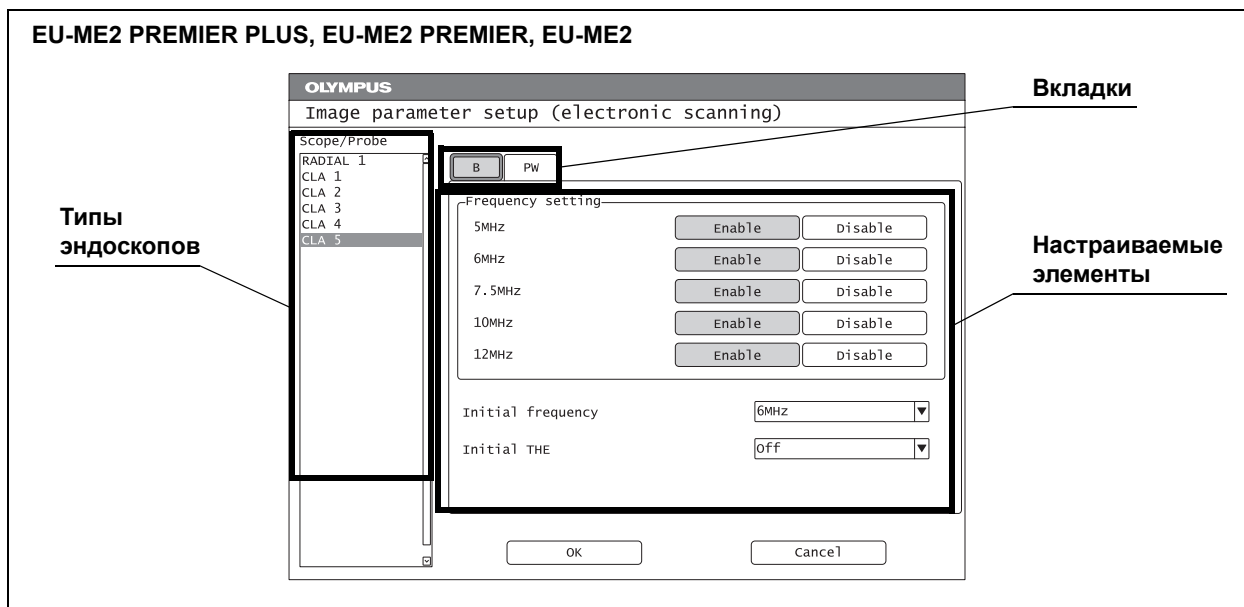 EU-ME2 PREMIER PLUS, EU-ME2 PREMIER, EU-ME2
OLYMPUS
Image parameter setup (electronic scanning)
Вкладки
Scope/Probe
RADIAL 1
CLA 1
CLA 2
CLA 3
CLA 4
CLA 5
B PW
Типы
эндоскопов
Frequency setting
5MHz Enable Disable
6MHz Enable Disable
7.5MHz Enable Disable
10MHz Enable Disable
12MHz Enable Disable
Настраиваемые
элементы
Initial frequency 6MHz
Initial THE Off
OK Cancel